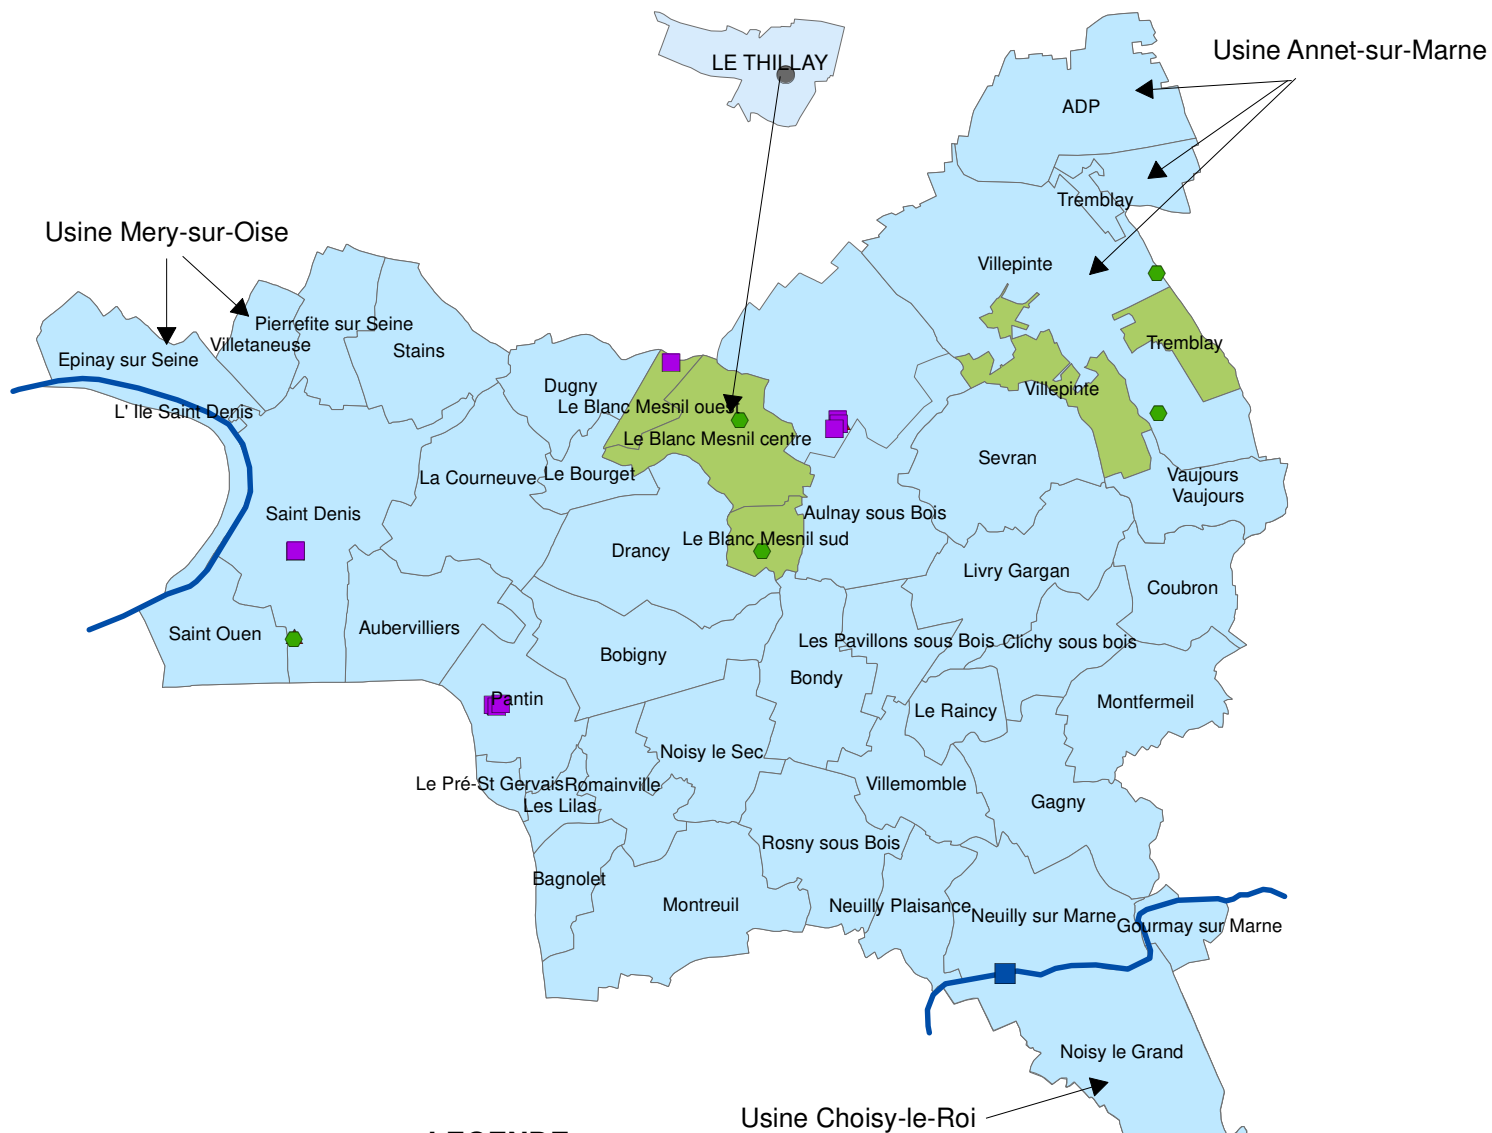 Usine Annet-sur-Marne
LE THILLAY
ADP
Tremblay
Usine Mery-sur-Oise
Villepinte
Pierrefite sur Seine
Villetaneuse
Stains
Epinay sur Seine
Tremblay
Dugny
Villepinte
L' Ile Saint Denis
Le Blanc Mesnil ouest
Le Blanc Mesnil centre
Sevran
La Courneuve
Le Bourget
Vaujours
Vaujours
Saint Denis
Aulnay sous Bois
Le Blanc Mesnil sud
Drancy
Livry Gargan
Coubron
Saint Ouen
Aubervilliers
Les Pavillons sous Bois
Clichy sous bois
Bobigny
Bondy
Pantin
Montfermeil
Le Raincy
Noisy le Sec
Le Pré-St Gervais
Romainville
Villemomble
Les Lilas
Gagny
Rosny sous Bois
Bagnolet
Montreuil
Neuilly Plaisance
Neuilly sur Marne
Gourmay sur Marne
Noisy le Grand
Usine Choisy-le-Roi
LEGENDE